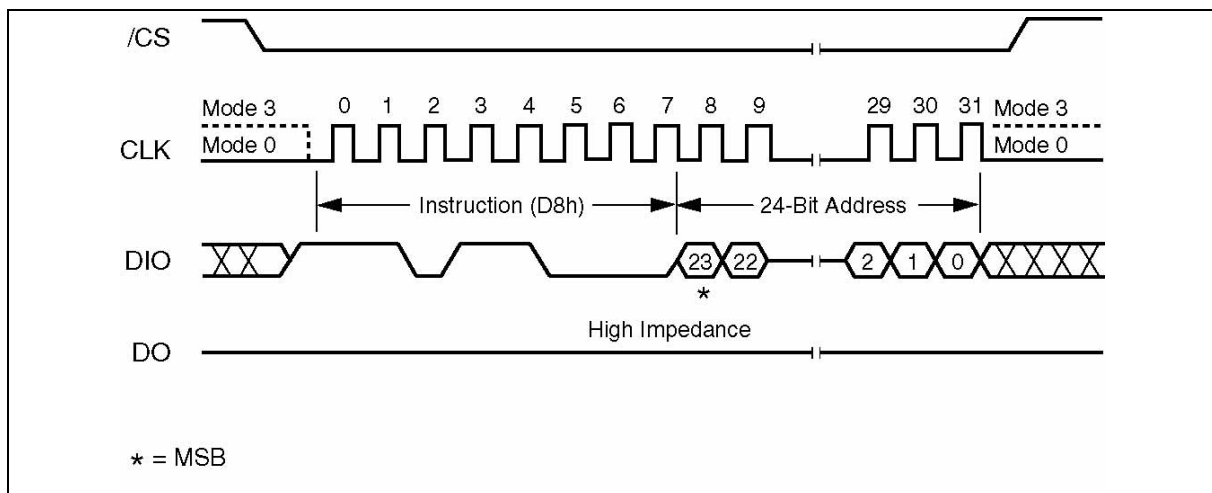 /CS
Mode 3 0 1 2 3 4 5 6 7 8 9 29 30 31 Mode 3
CLK Mode 0 Mode 0
Instruction (D8h) 24-Bit Address
DIO 23 22 2 1 0
*
High Impedance
DO
* = MSB